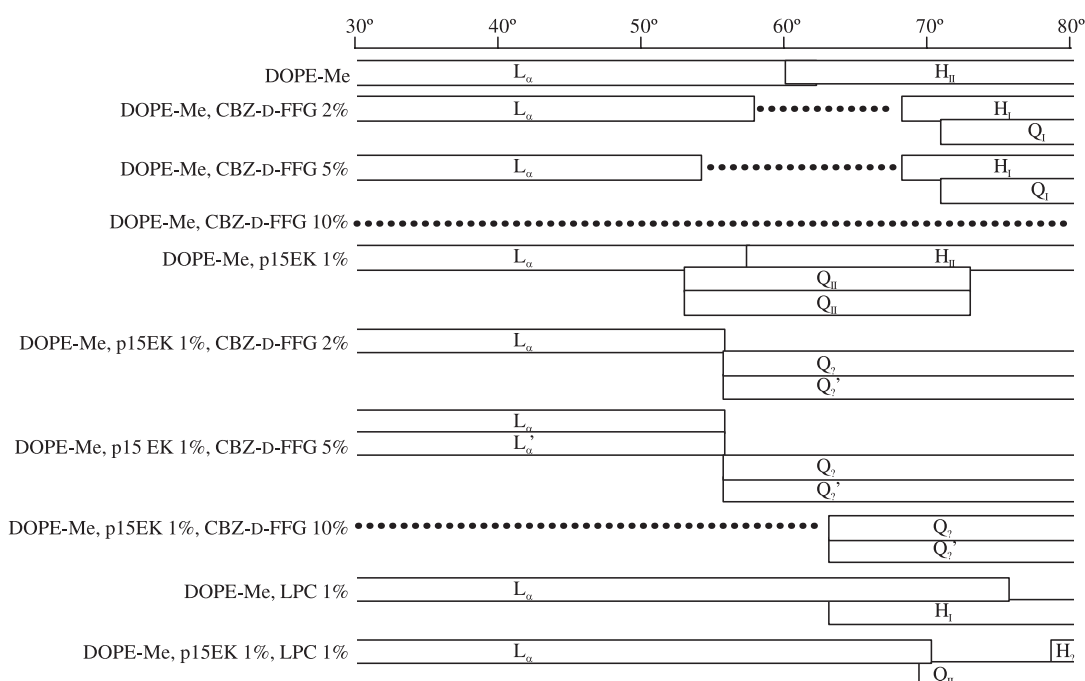 30º 40º 50º 60º 70º 80º
DOPE-Me Lα HII
DOPE-Me, CBZ-D-FFG 2% Lα HI
QI
DOPE-Me, CBZ-D-FFG 5% Lα HI
QI
DOPE-Me, CBZ-D-FFG 10%
DOPE-Me, p15EK 1% Lα HII
QII
QII
DOPE-Me, p15EK 1%, CBZ-D-FFG 2% Lα
Q?
Q?’
Lα
DOPE-Me, p15 EK 1%, CBZ-D-FFG 5% Lα’
Q?
Q?’
DOPE-Me, p15EK 1%, CBZ-D-FFG 10% Q?
Q?’
DOPE-Me, LPC 1% Lα
HI
DOPE-Me, p15EK 1%, LPC 1% Lα H?
QII